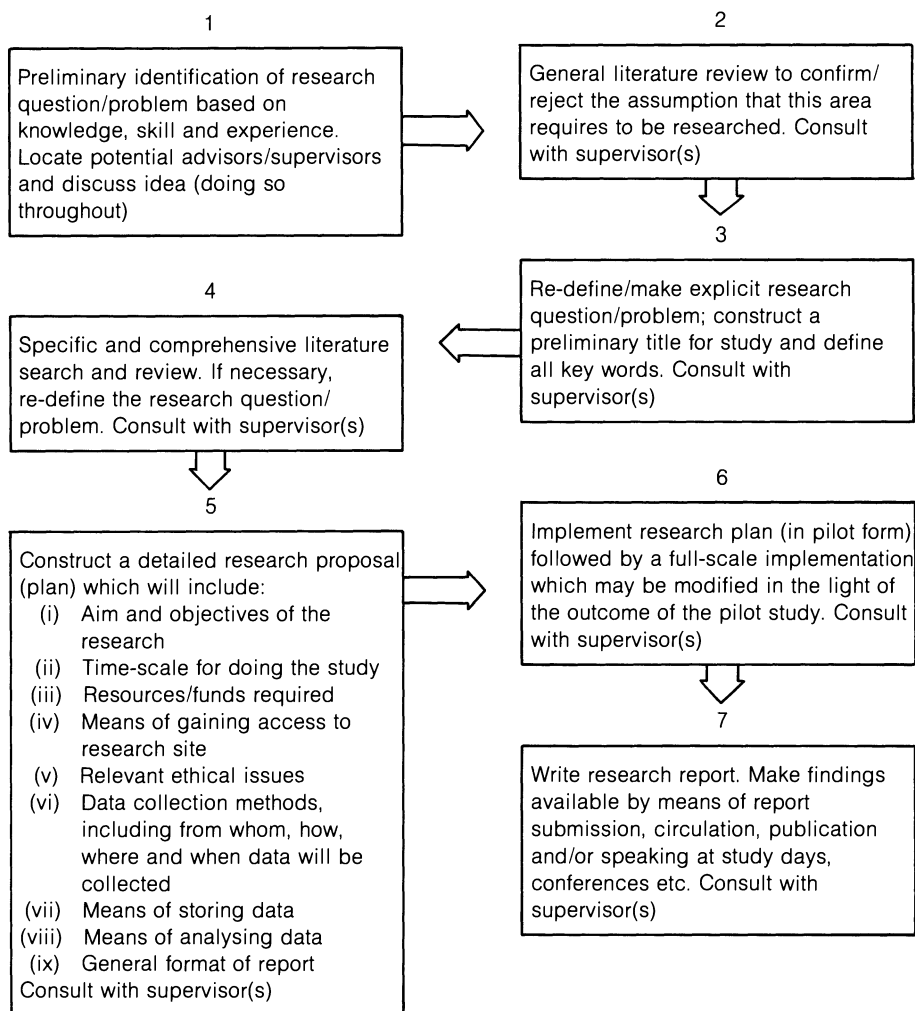 1
Preliminary identification of research
question/problem based on
knowledge, skill and experience.
Locate potential advisors/supervisors
and discuss idea (doing so
throughout)
2
General literature review to confirm/
reject the assumption that this area
requires to be researched. Consult
with supervisor(s)
3
Re-define/make explicit research
question/problem; construct a
preliminary title for study and define
all key words. Consult with
supervisor(s)
4
Specific and comprehensive literature
search and review. If necessary,
re-define the research question/
problem. Consult with supervisor(s)
5
Construct a detailed research proposal
(plan) which will include:
(i) Aim and objectives of the
research
(ii) Time-scale for doing the study
(iii) Resources/funds required
(iv) Means of gaining access to
research site
(v) Relevant ethical issues
(vi) Data collection methods,
including from whom, how,
where and when data will be
collected
(vii) Means of storing data
(viii) Means of analysing data
(ix) General format of report
Consult with supervisor(s)
6
Implement research plan (in pilot form)
followed by a full-scale implementation
which may be modified in the light of
the outcome of the pilot study. Consult
with supervisor(s)
7
Write research report. Make findings
available by means of report
submission, circulation, publication
and/or speaking at study days,
conferences etc. Consult with
supervisor(s)